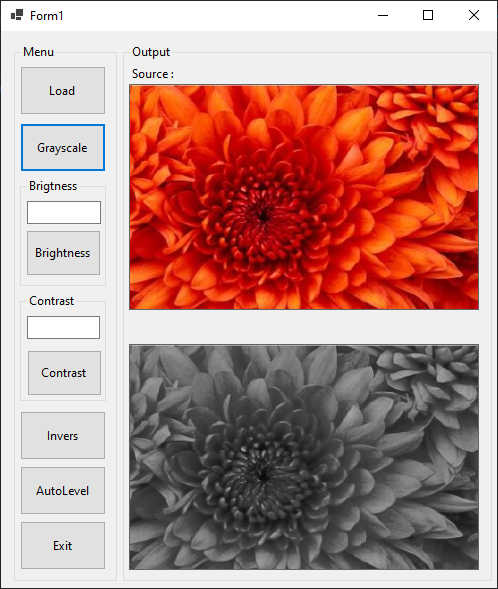 Form1
Menu
Load
Grayscale
Brigtness
Brightness
Contrast
Contrast
Invers
AutoLevel
Exit
Output
Source :